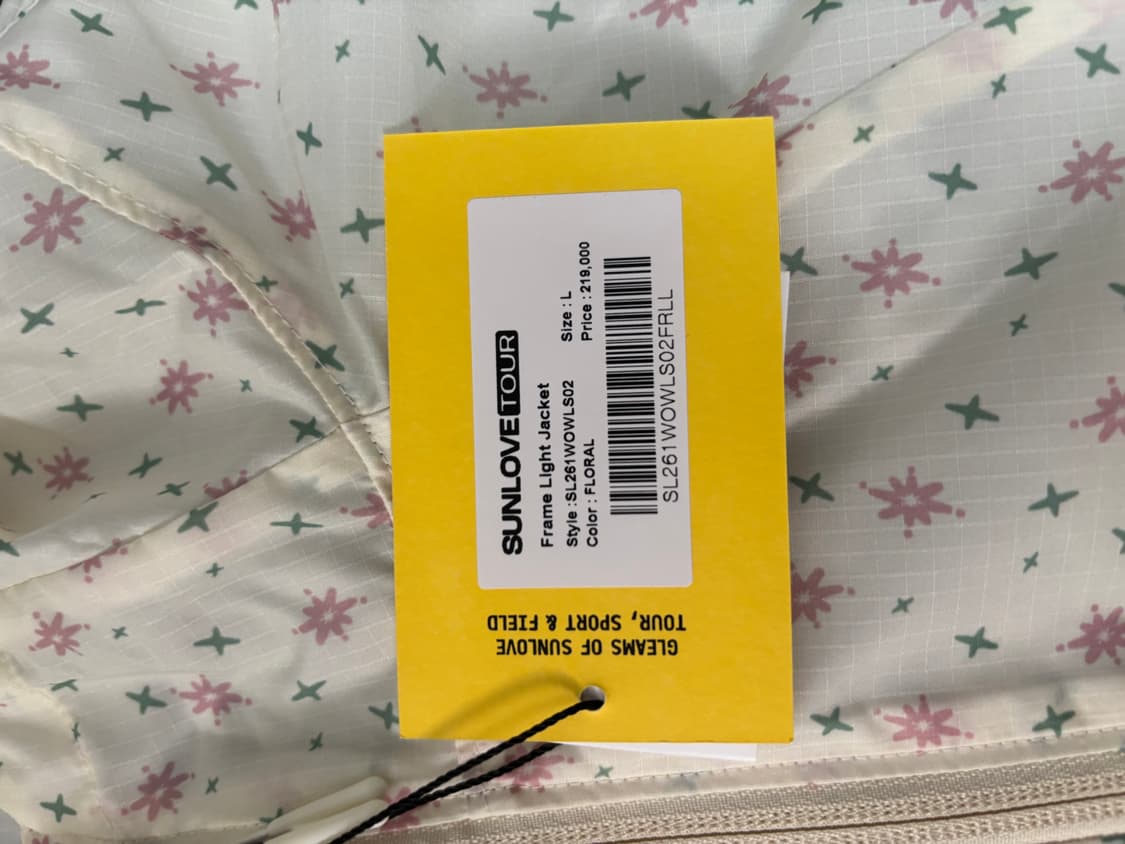 SUNLOVE TOUR
Frame Light Jacket
Style :SL261WOWLS02 Size : L
Color : FLORAL Price : 219,000
SL261WOWLS02FRLL
GLEAMS OF SUNLOVE
TOUR, SPORT & FIELD